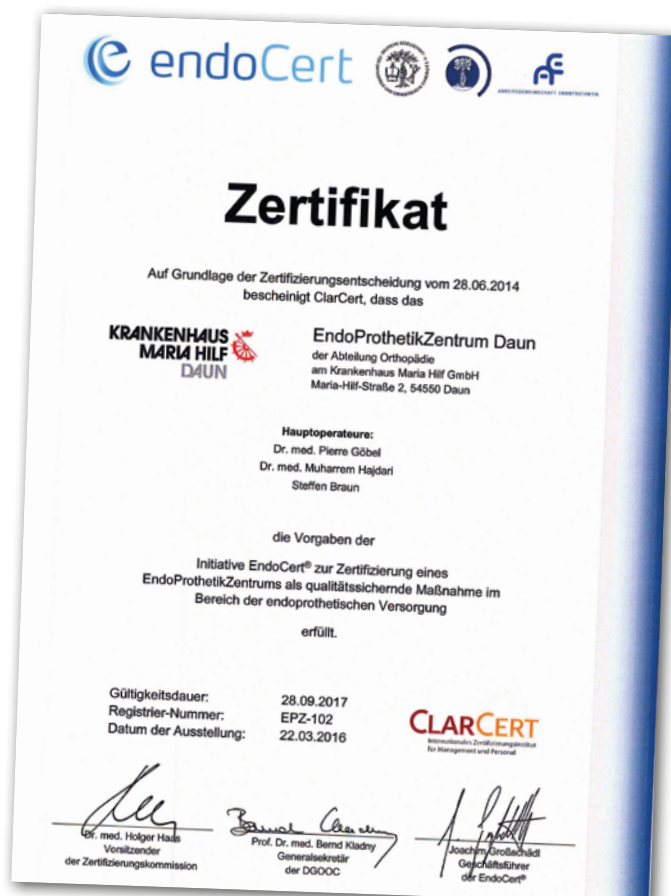 endoCert
ARBEITSGEMEINSCHAFT ENDOPROTHETIK
Zertifikat
Auf Grundlage der Zertifizierungsentscheidung vom 28.06.2014
bescheinigt ClarCert, dass das
KRANKENHAUS
MARIA HILF
DAUN
EndoProthetikZentrum Daun
der Abteilung Orthopädie
am Krankenhaus Maria Hilf GmbH
Maria-Hilf-Straße 2, 54550 Daun
Hauptoperateure:
Dr. med. Pierre Göbel
Dr. med. Muharrem Hajdari
Steffen Braun
die Vorgaben der
Initiative EndoCert® zur Zertifizierung eines
EndoProthetikZentrums als qualitätssichernde Maßnahme im
Bereich der endoprothetischen Versorgung
erfüllt.
Gültigkeitsdauer: 28.09.2017
Registrier-Nummer: EPZ-102
Datum der Ausstellung: 22.03.2016
CLARCERT
Internationales Zertifizierungsinstitut
für Management und Personal
Dr. med. Holger Haas
Vorsitzender
der Zertifizierungskommission
Prof. Dr. med. Bernd Kladny
Generalsekretär
der DGOOC
Joachim Großschädl
Geschäftsführer
der EndoCert®